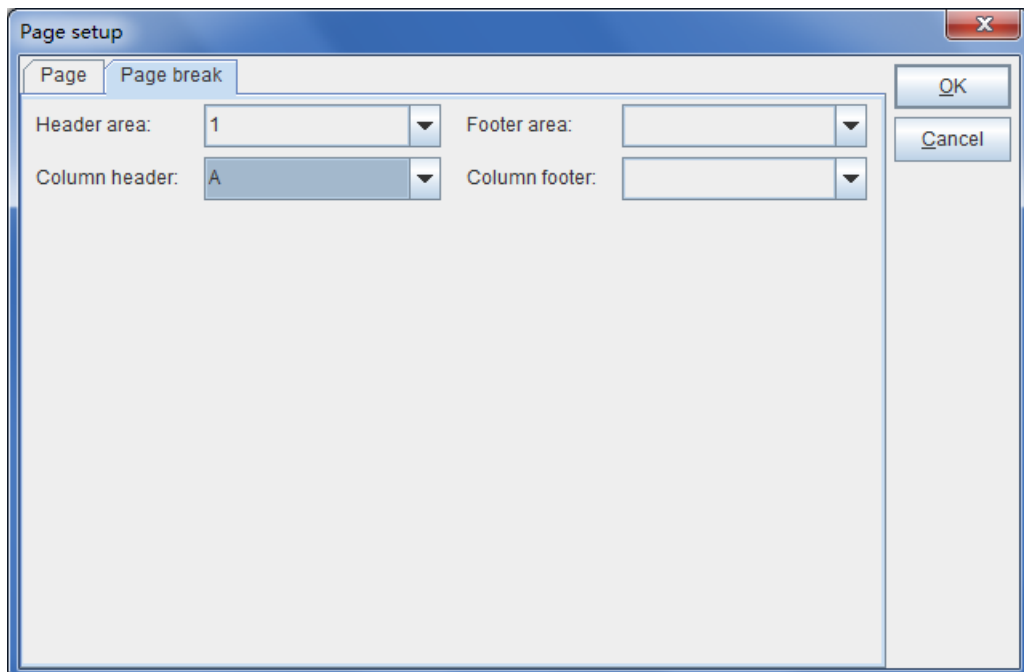 Page setup
Page Page break
OK
Header area: 1 Footer area:
Cancel
Column header: A Column footer: